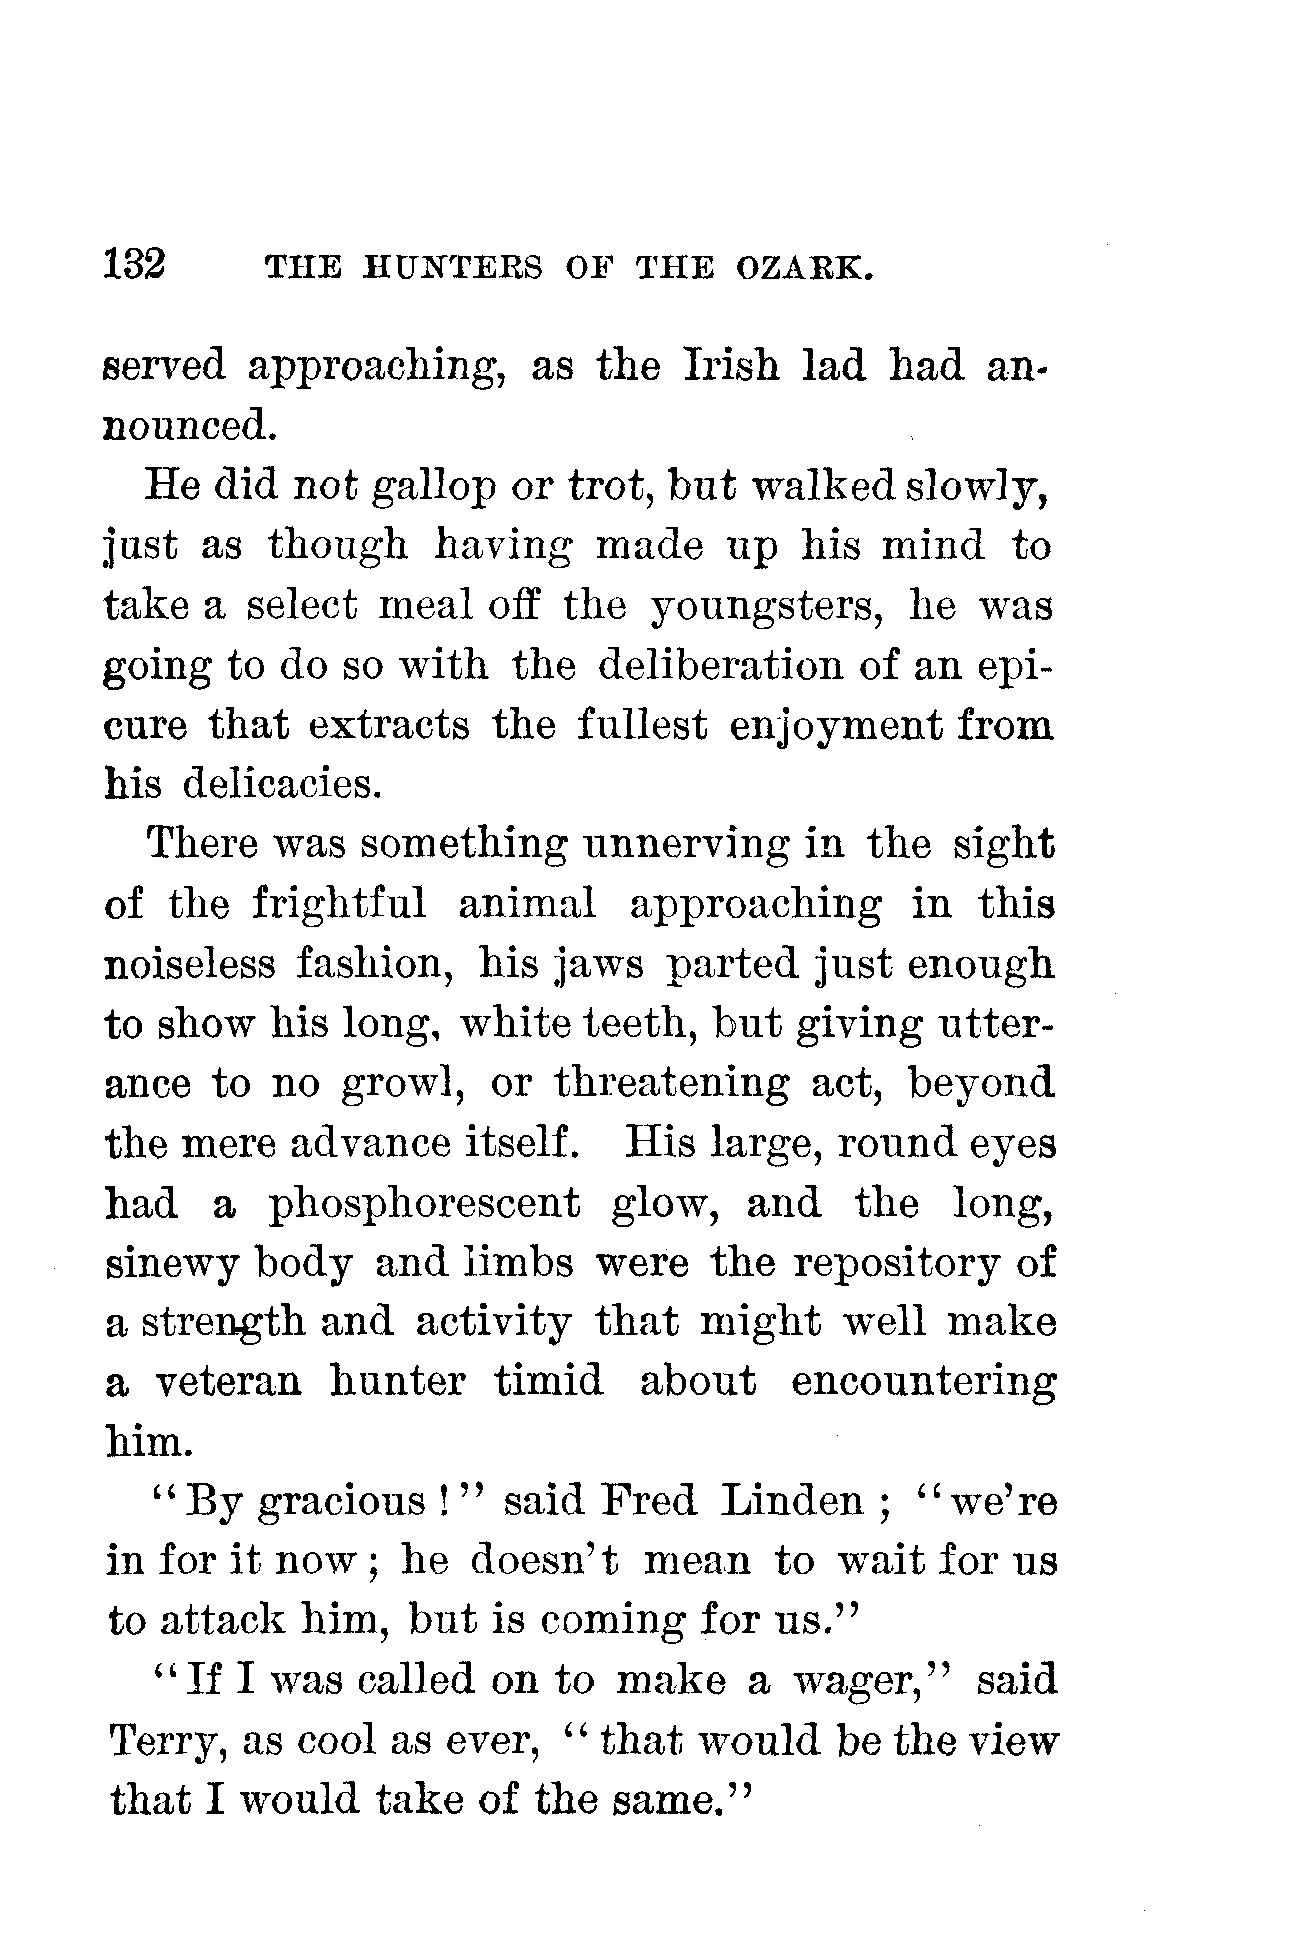 132 THE HUNTERS OF THE OZARK.
served approaching, as the Irish lad had an-
nounced.
He did not gallop or trot, but walked slowly,
just as though having made up his mind to
take a select meal off the youngsters, he was
going to do so with the deliberation of an epi-
cure that extracts the fullest enjoyment from
his delicacies.
There was something unnerving in the sight
of the frightful animal approaching in this
noiseless fashion, his jaws parted just enough
to show his long, white teeth, but giving utter-
ance to no growl, or threatening act, beyond
the mere advance itself. His large, round eyes
had a phosphorescent glow, and the long,
sinewy body and limbs were the repository of
a strength and activity that might well make
a veteran hunter timid about encountering
him.
“By gracious!” said Fred Linden; “we’re
in for it now; he doesn’t mean to wait for us
to attack him, but is coming for us.”
“If I was called on to make a wager,” said
Terry, as cool as ever, “that would be the view
that I would take of the same.”